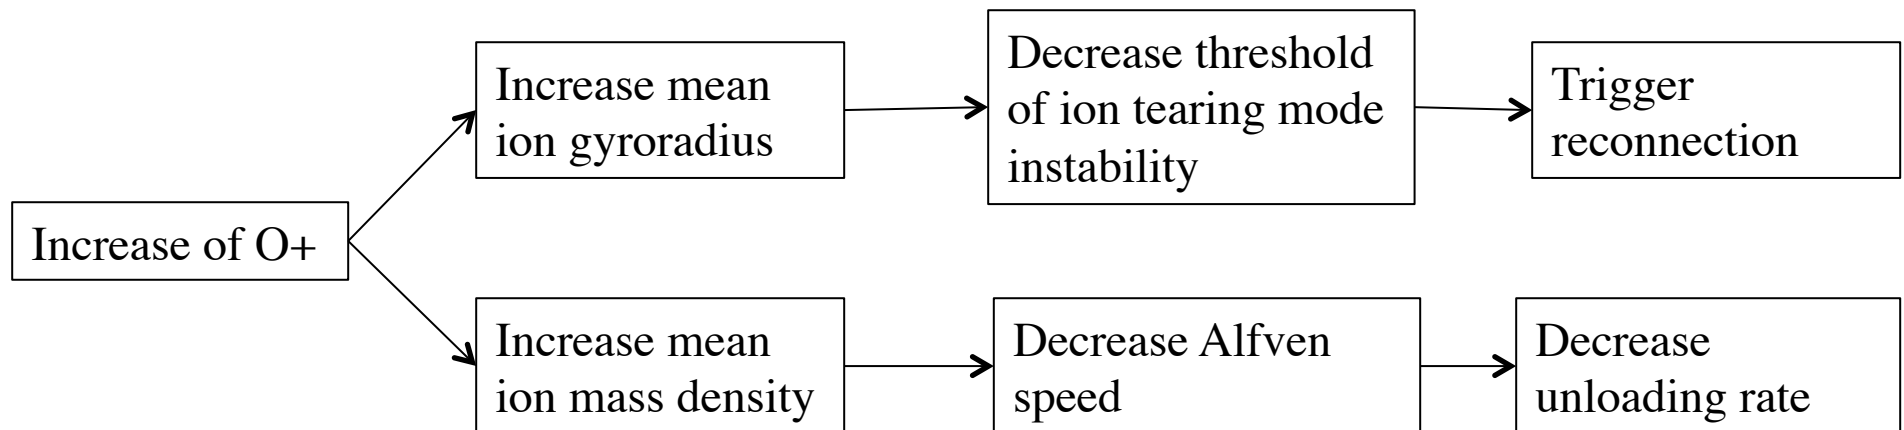 Increase of O+
Increase mean
ion gyroradius
Decrease threshold
of ion tearing mode
instability
Trigger
reconnection
Increase mean
ion mass density
Decrease Alfven
speed
Decrease
unloading rate